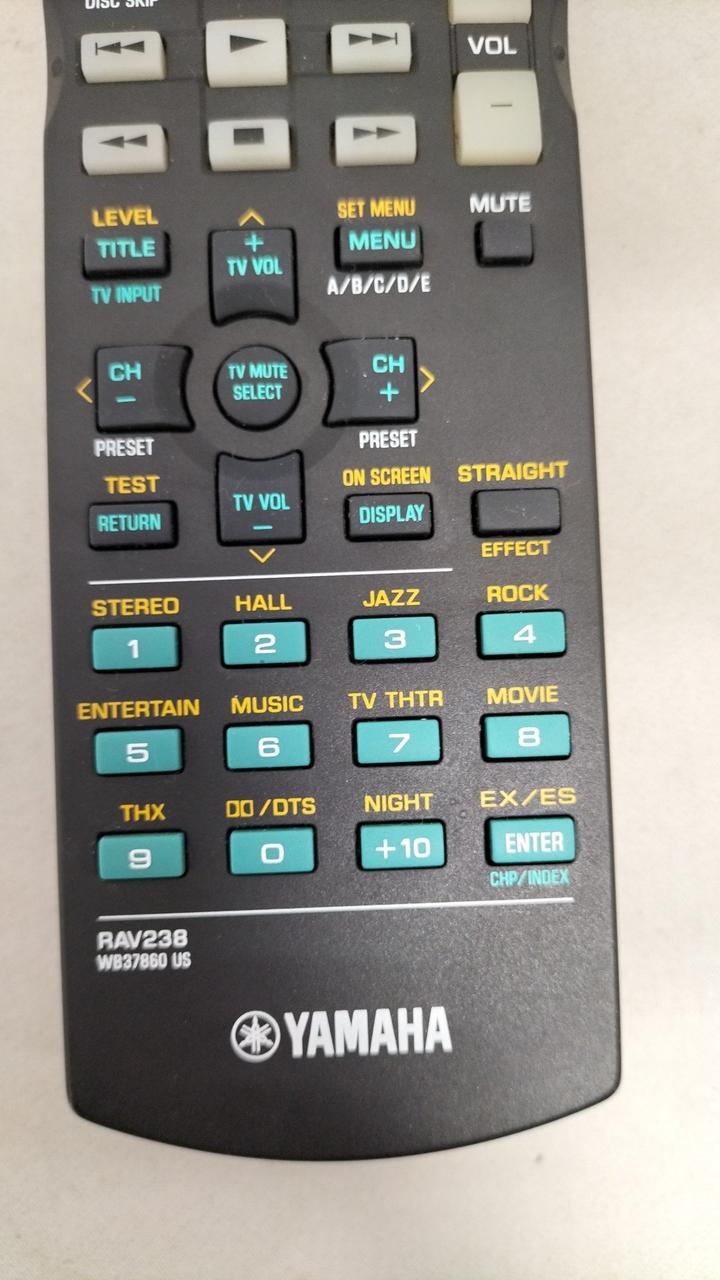 DISC SKIP
VOL
−
LEVEL
SET MENU
MUTE
TITLE
+
TV VOL
MENU
TV INPUT
A/B/C/D/E
CH
−
TV MUTE
SELECT
CH
+
PRESET
PRESET
TEST
ON SCREEN
STRAIGHT
RETURN
TV VOL
−
DISPLAY
EFFECT
STEREO HALL JAZZ ROCK
1 2 3 4
ENTERTAIN MUSIC TV THTR MOVIE
5 6 7 8
THX DD/DTS NIGHT EX/ES
9 0 +10 ENTER
CHP/INDEX
RAV238
WB37860 US
YAMAHA